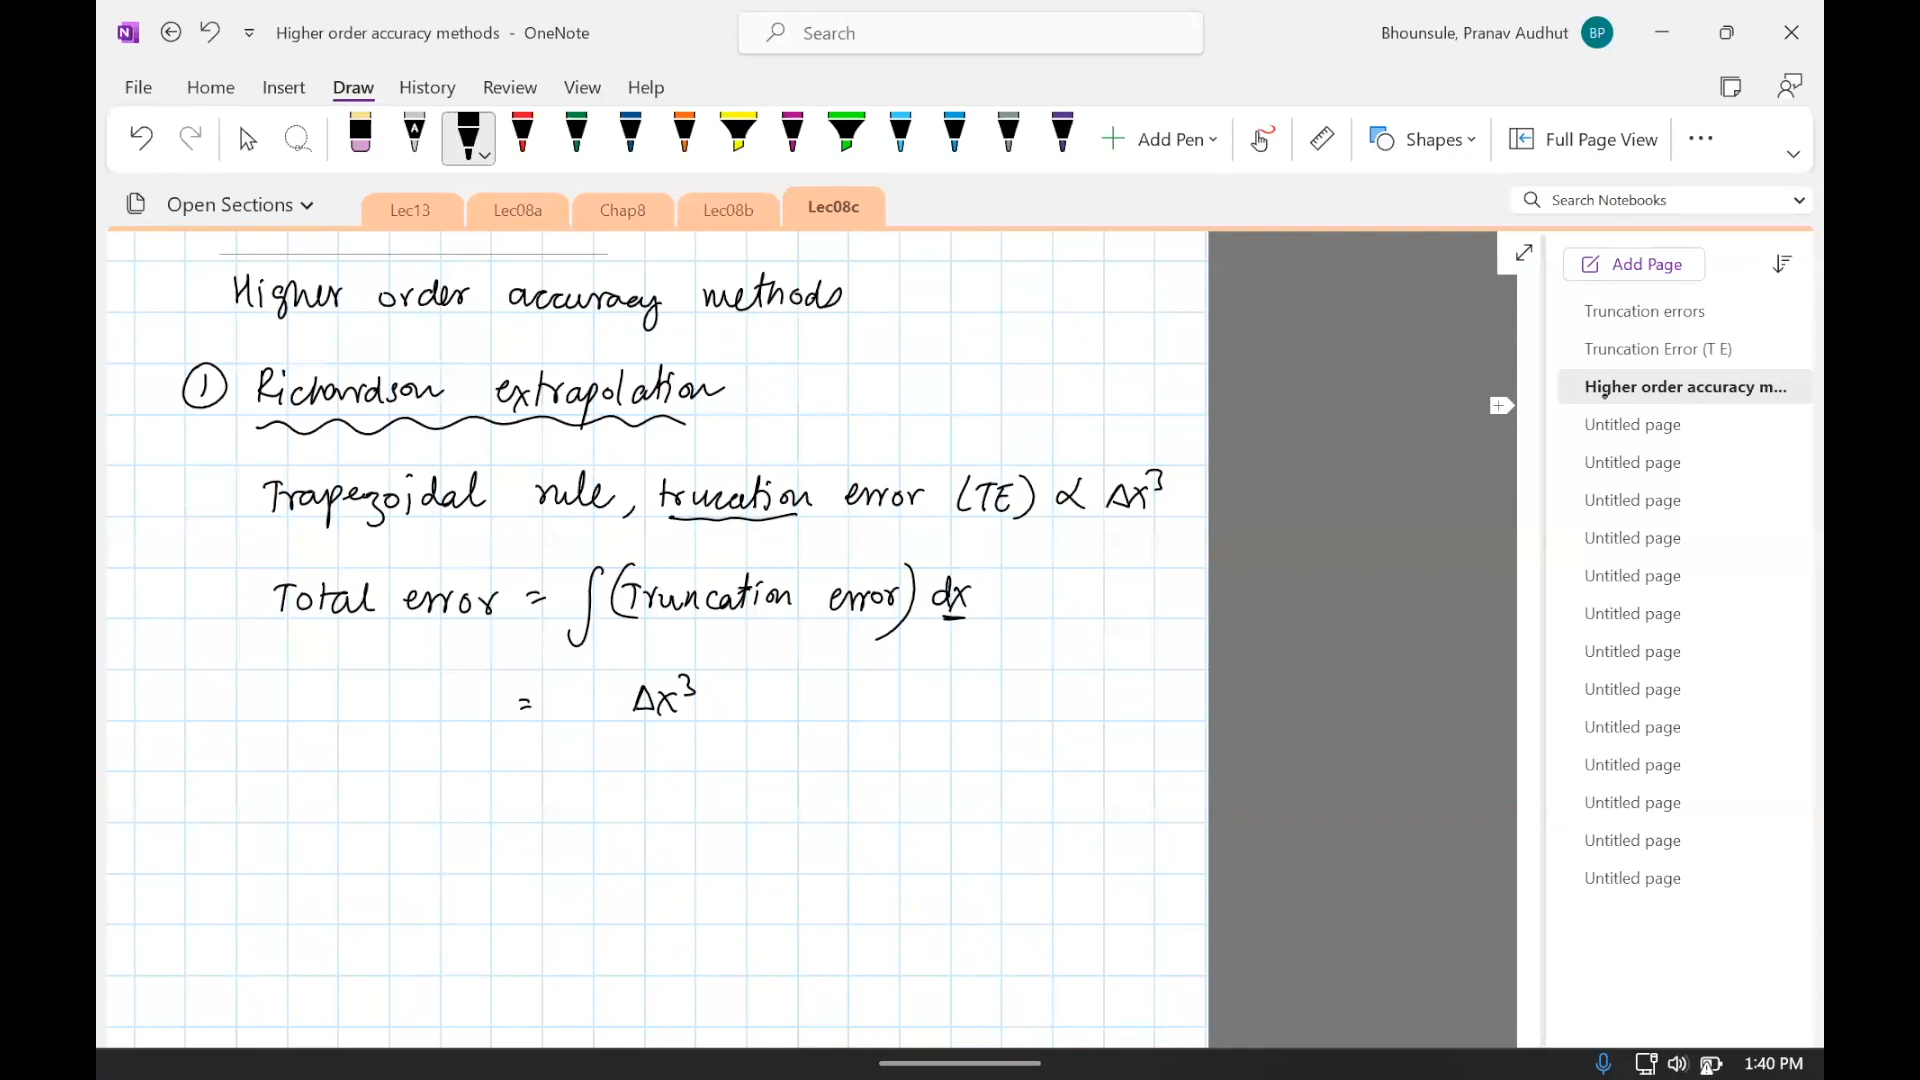 Higher order accuracy methods - OneNote
Search
Bhounsule, Pranav Audhut
BP
File Home Insert Draw History Review View Help
A
Add Pen
Shapes
Full Page View
Open Sections
Lec13
Lec08a
Chap8
Lec08b
Lec08c
Search Notebooks
Higher order accuracy methods
① Richardson extrapolation
Trapezoidal rule, trucation error (TE) ∝ Δx³
Total error = ∫(Truncation error) dx
= Δx³
Add Page
Truncation errors
Truncation Error (T E)
Higher order accuracy m...
Untitled page
Untitled page
Untitled page
Untitled page
Untitled page
Untitled page
Untitled page
Untitled page
Untitled page
Untitled page
Untitled page
Untitled page
Untitled page
1:40 PM